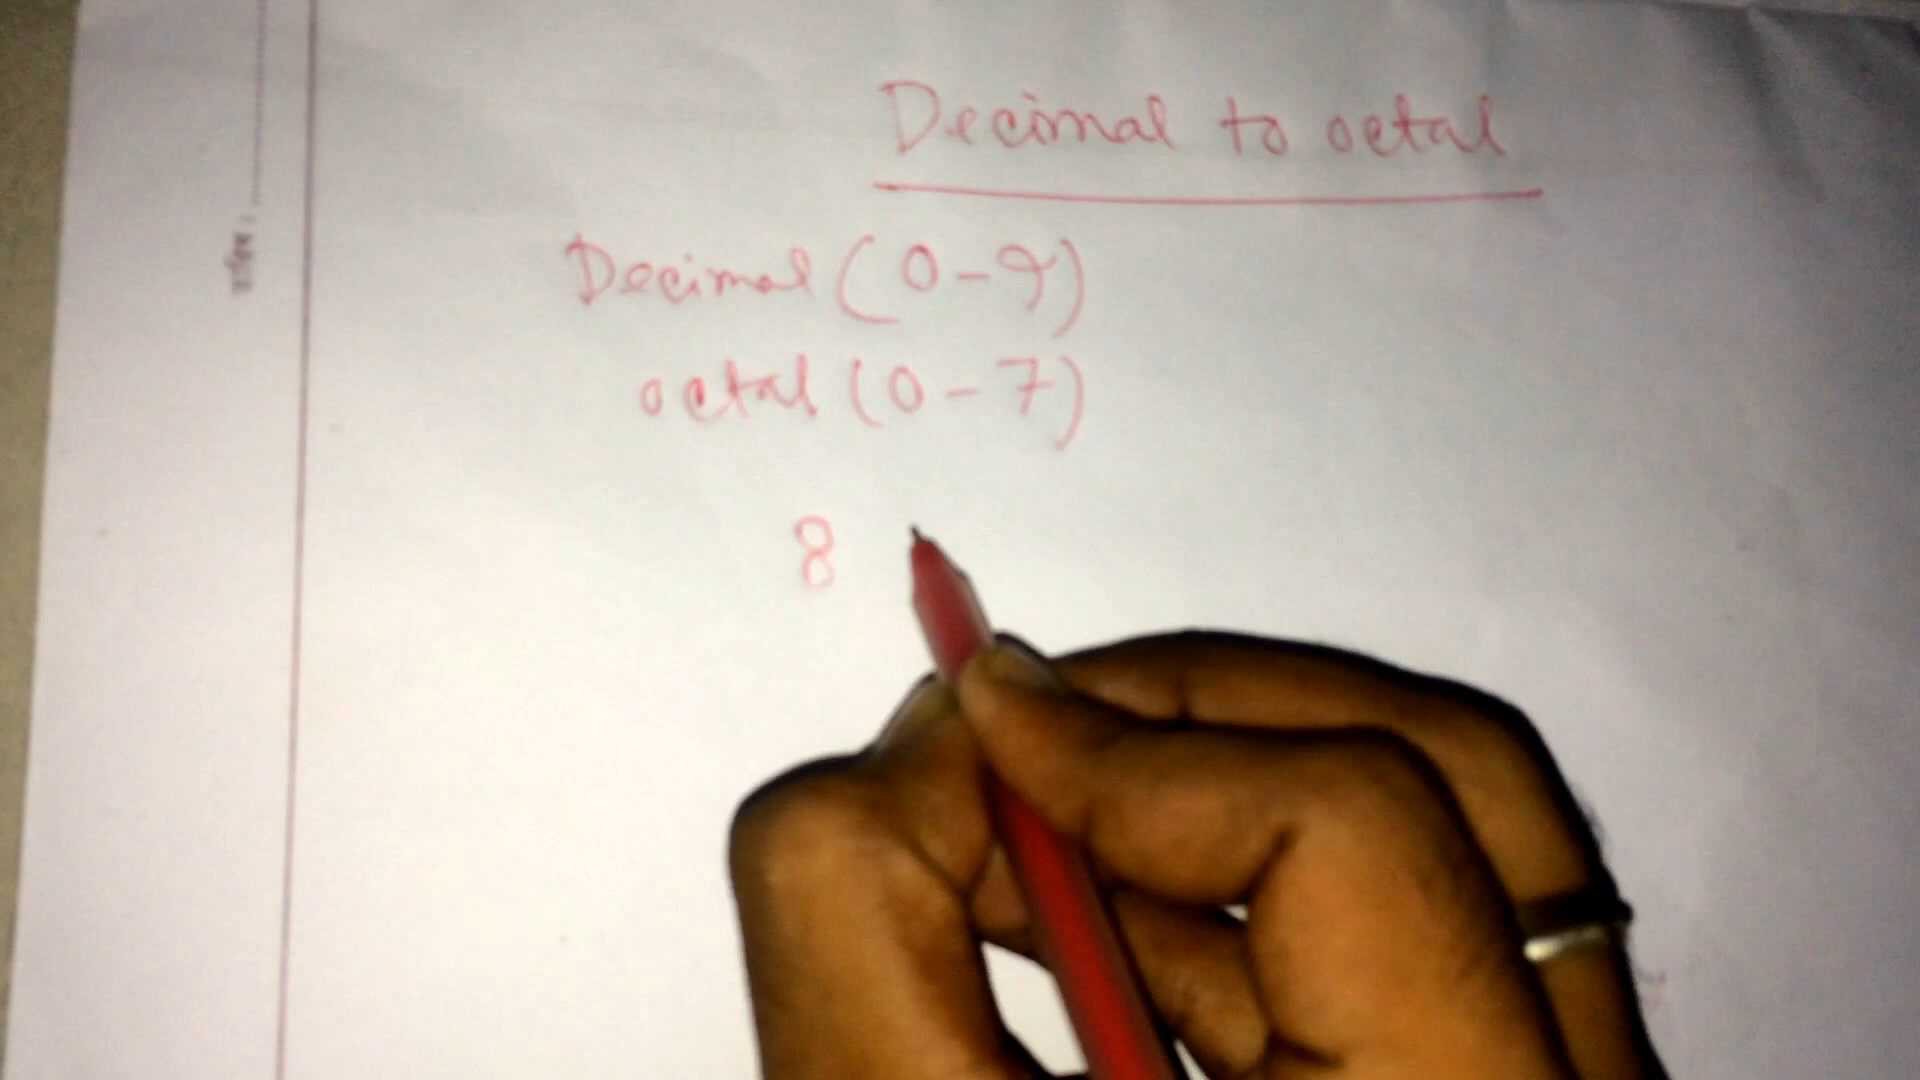 Decimal to octal
Decimal (0-9)
octal (0-7)
8